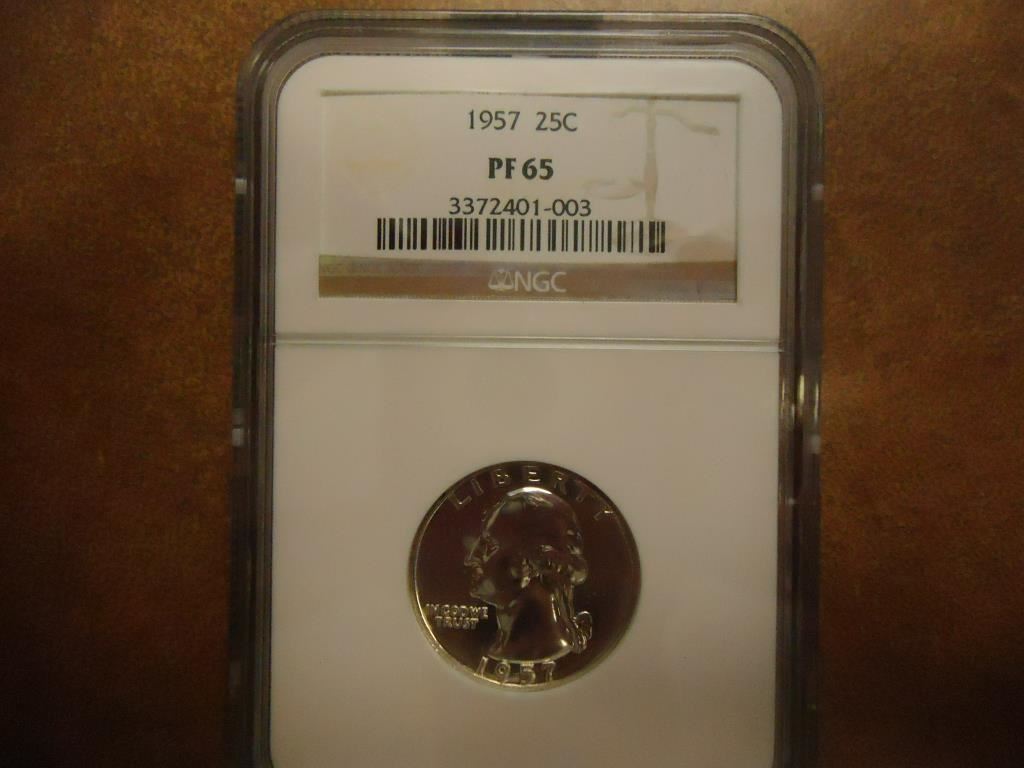 1957 25C
PF 65
3372401-003
NGC
LIBERTY
IN GOD WE
TRUST
1957